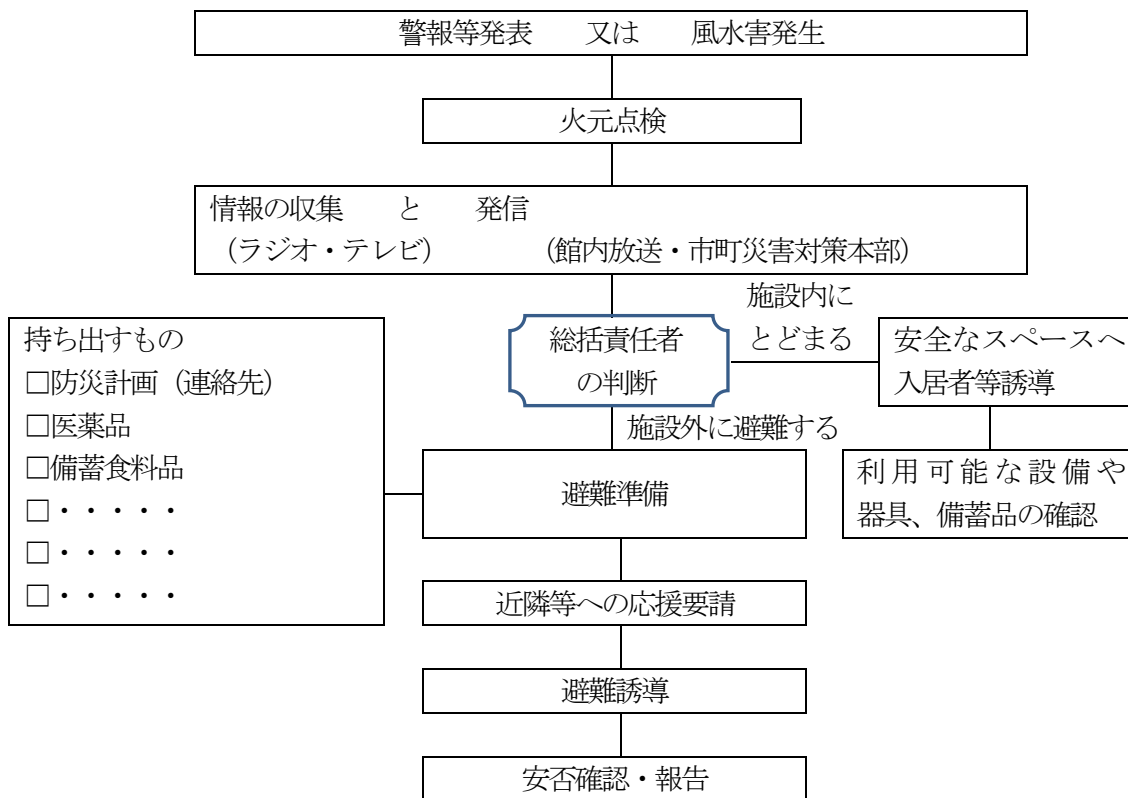 警報等発表　　又は　　風水害発生
火元点検
情報の収集　　と　　発信
（ラジオ・テレビ）　　　　（館内放送・市町災害対策本部）
総括責任者
の判断
施設内に
とどまる
安全なスペースへ
入居者等誘導
利用可能な設備や
器具、備蓄品の確認
施設外に避難する
持ち出すもの
□防災計画（連絡先）
□医薬品
□備蓄食料品
□・・・・・
□・・・・・
□・・・・・
避難準備
近隣等への応援要請
避難誘導
安否確認・報告